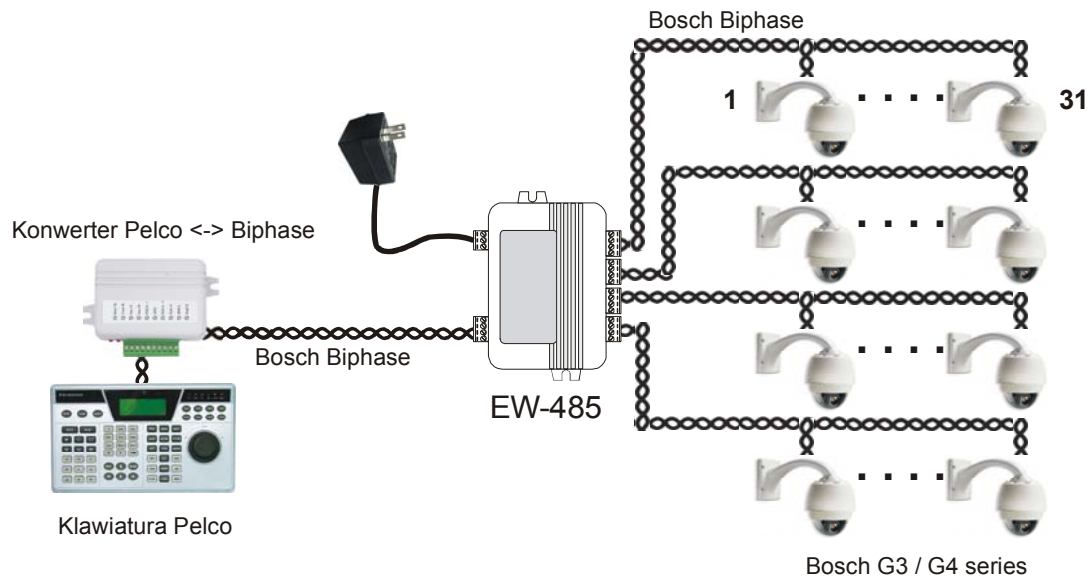 Bosch Biphase
1
31
Konwerter Pelco <-> Biphase
Bosch Biphase
EW-485
Klawiatura Pelco
Bosch G3 / G4 series